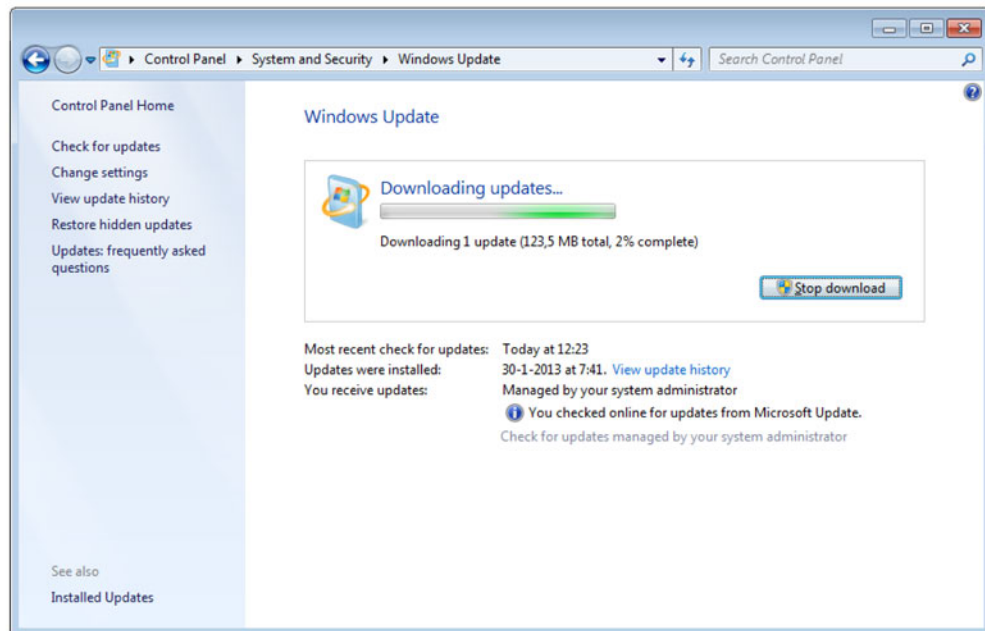 Control Panel System and Security Windows Update Search Control Panel
Control Panel Home
Check for updates
Change settings
View update history
Restore hidden updates
Updates: frequently asked
questions
See also
Installed Updates
Windows Update
Downloading updates...
Downloading 1 update (123,5 MB total, 2% complete)
Stop download
Most recent check for updates: Today at 12:23
Updates were installed: 30-1-2013 at 7:41. View update history
You receive updates: Managed by your system administrator
You checked online for updates from Microsoft Update.
Check for updates managed by your system administrator